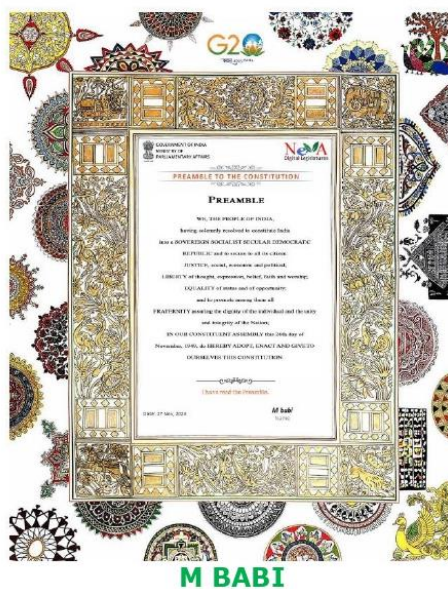 G20
GOVERNMENT OF INDIA
MINISTRY OF
PARLIAMENTARY AFFAIRS
NeVA
Digital Legislatures
PREAMBLE TO THE CONSTITUTION
PREAMBLE
WE, THE PEOPLE OF INDIA,
having solemnly resolved to constitute India
into a SOVEREIGN SOCIALIST SECULAR DEMOCRATIC
REPUBLIC and to secure to all its citizens
JUSTICE, social, economic and political;
LIBERTY of thought, expression, belief, faith and worship;
EQUALITY of status and of opportunity;
and to promote among them all
FRATERNITY assuring the dignity of the individual and the unity
and integrity of the Nation;
IN OUR CONSTITUENT ASSEMBLY this 26th day of
November, 1949, do HEREBY ADOPT, ENACT AND GIVE TO
OURSELVES THIS CONSTITUTION
I have read the Preamble.
M babi
M BABI